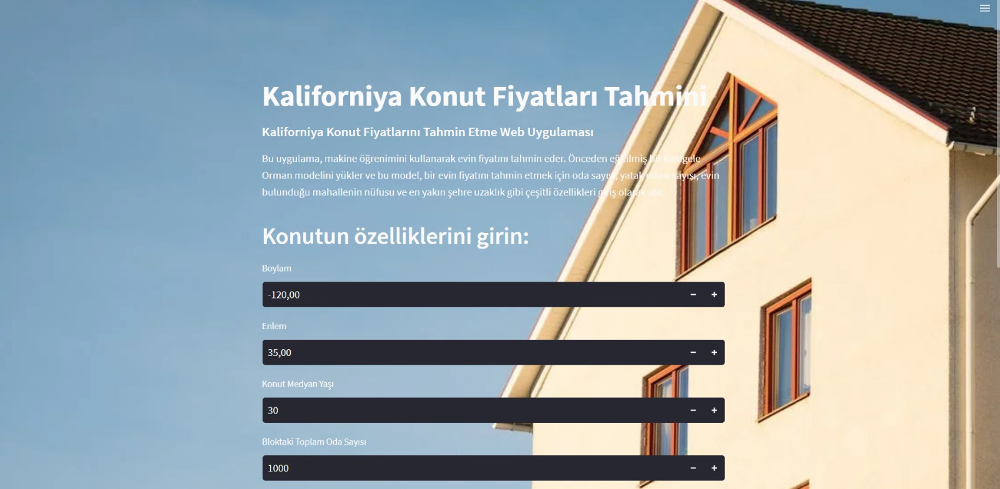 Kaliforniya Konut Fiyatları Tahmini
Kaliforniya Konut Fiyatlarını Tahmin Etme Web Uygulaması
Bu uygulama, makine öğrenimini kullanarak evin fiyatını tahmin eder. Önceden eğitilmiş bir Rastgele
Orman modelini yükler ve bu model, bir evin fiyatını tahmin etmek için oda sayısı, yatak odası sayısı, evin
bulunduğu mahallenin nüfusu ve en yakın şehre uzaklık gibi çeşitli özellikleri giriş olarak alır.
Konutun özelliklerini girin:
Boylam
-120,00
Enlem
35,00
Konut Medyan Yaşı
30
Bloktaki Toplam Oda Sayısı
1000